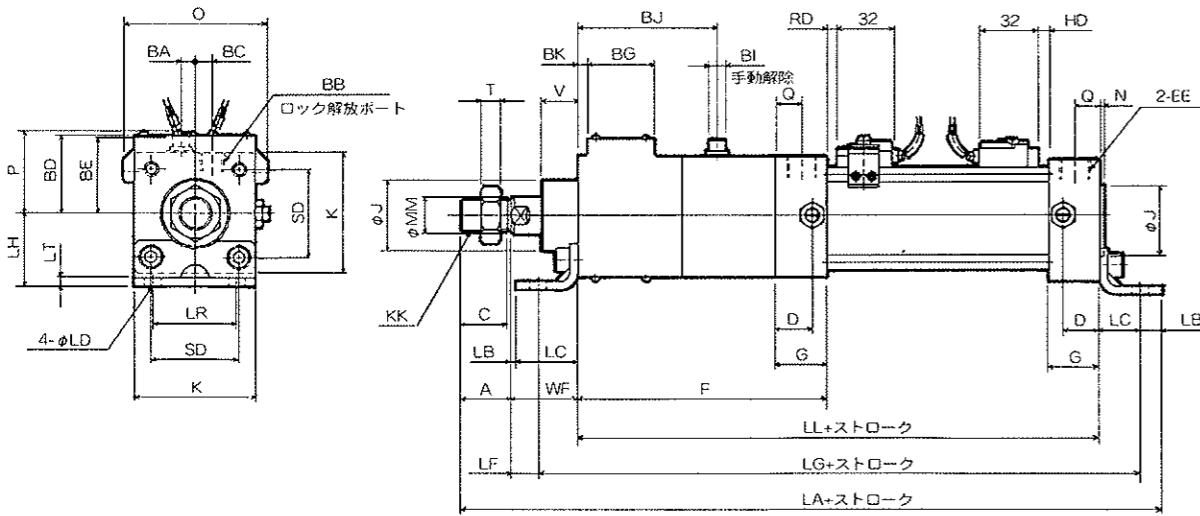 O
BA
BC
BB
ロック解放ポート
P
BD
BE
SD
K
LH
LT
4-φLD
LR
SD
K
BJ
RD
32
32
HD
BK
BG
BI
手動解除
T
V
Q
Q
N
2-EE
φJ
φMM
φJ
KK
C
D
D
LC
LB
LB
LC
G
G
A
WF
F
LL+ストローク
LF
LG+ストローク
LA+ストローク